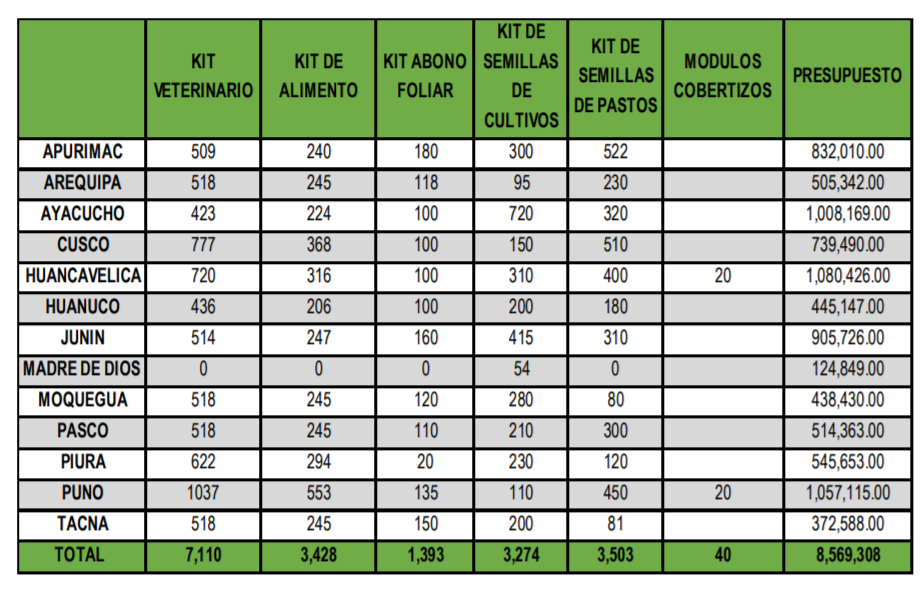 KIT VETERINARIO KIT DE ALIMENTO KIT ABONO FOLIAR KIT DE SEMILLAS DE CULTIVOS KIT DE SEMILLAS DE PASTOS MODULOS COBERTIZOS PRESUPUESTO
APURIMAC 509 240 180 300 522 832,010.00
AREQUIPA 518 245 118 95 230 505,342.00
AYACUCHO 423 224 100 720 320 1,008,169.00
CUSCO 777 368 100 150 510 739,490.00
HUANCAVELICA 720 316 100 310 400 20 1,080,426.00
HUANUCO 436 206 100 200 180 445,147.00
JUNIN 514 247 160 415 310 905,726.00
MADRE DE DIOS 0 0 0 54 0 124,849.00
MOQUEGUA 518 245 120 280 80 438,430.00
PASCO 518 245 110 210 300 514,363.00
PIURA 622 294 20 230 120 545,653.00
PUNO 1037 553 135 110 450 20 1,057,115.00
TACNA 518 245 150 200 81 372,588.00
TOTAL 7,110 3,428 1,393 3,274 3,503 40 8,569,308